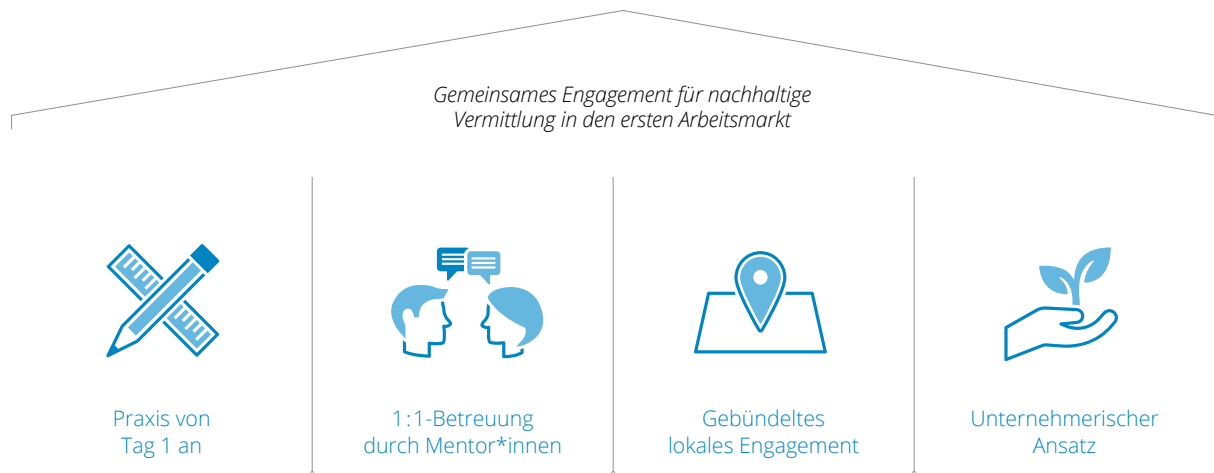 Gemeinsames Engagement für nachhaltige
Vermittlung in den ersten Arbeitsmarkt
Praxis von
Tag 1 an
1:1-Betreuung
durch Mentor*innen
Gebündeltes
lokales Engagement
Unternehmerischer
Ansatz